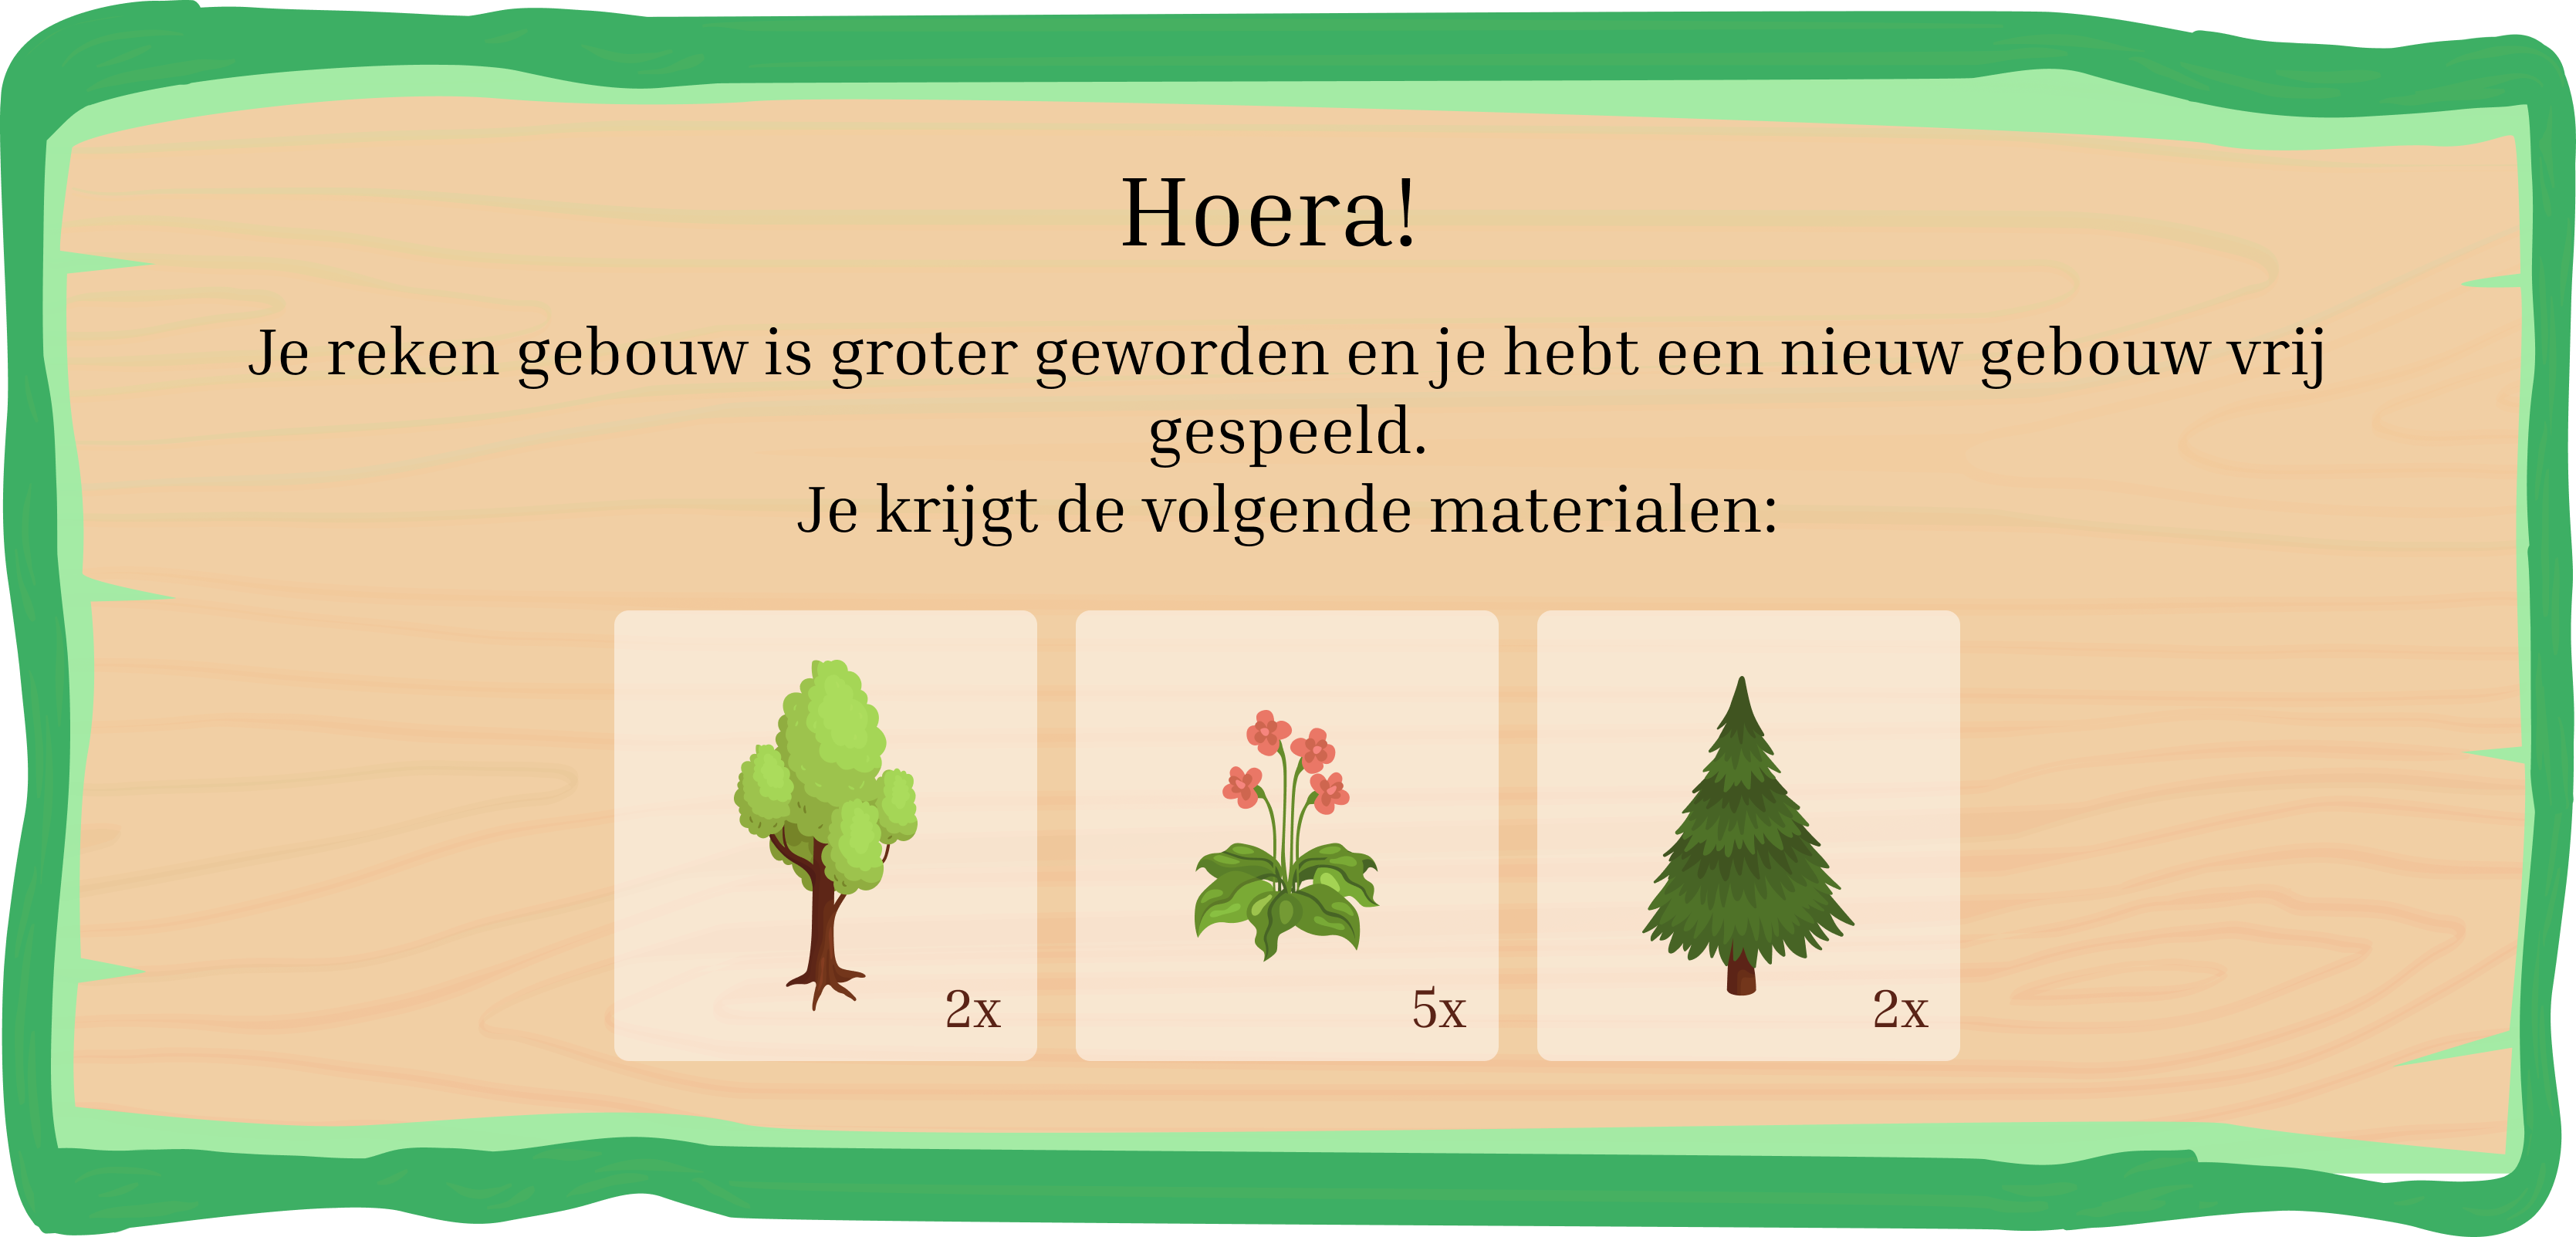 Hoera!
Je reken gebouw is groter geworden en je hebt een nieuw gebouw vrij
gespeeld.
Je krijgt de volgende materialen:
2x
5x
2x